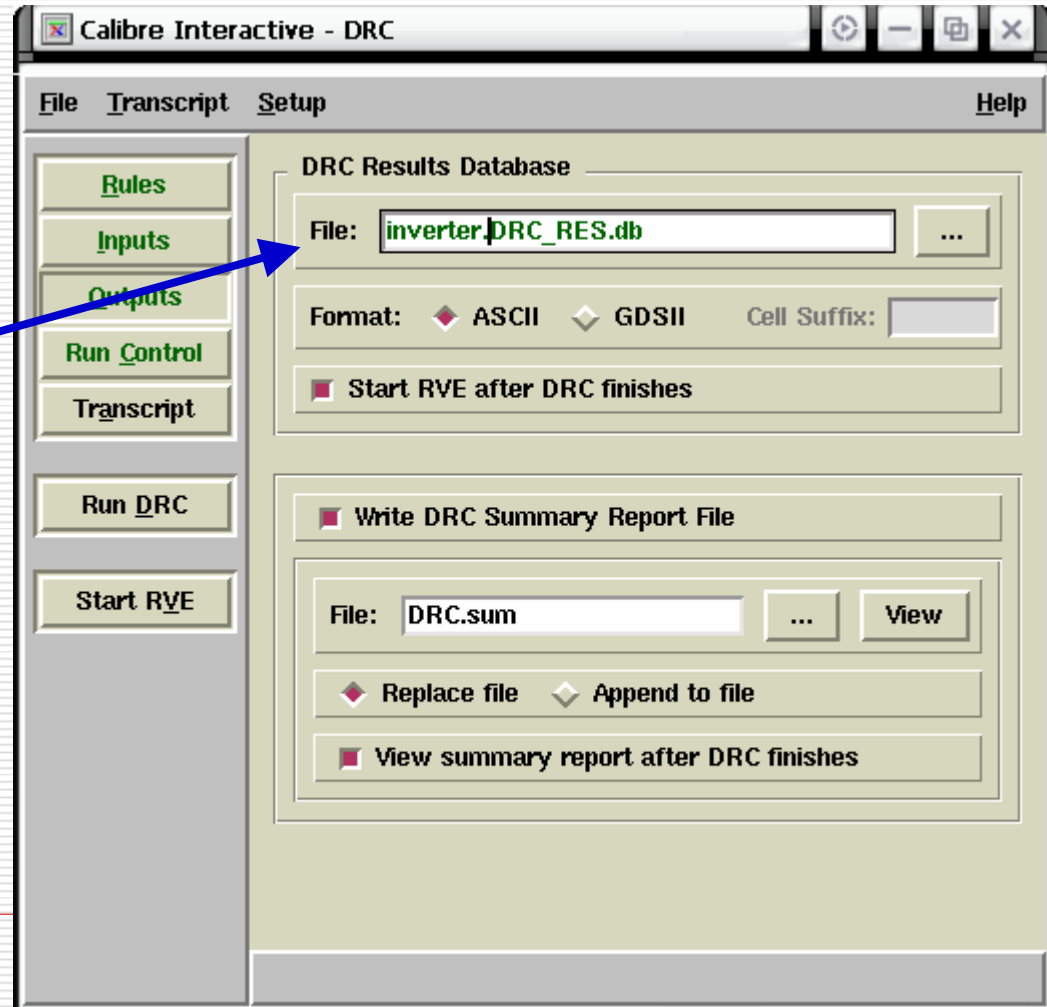 Calibre Interactive - DRC
File Transcript Setup Help
Rules
Inputs
Outputs
Run Control
Transcript
Run DRC
Start RVE
DRC Results Database
File: inverter.DRC_RES.db ...
Format: ASCII GDSII Cell Suffix:
Start RVE after DRC finishes
Write DRC Summary Report File
File: DRC.sum ... View
Replace file Append to file
View summary report after DRC finishes